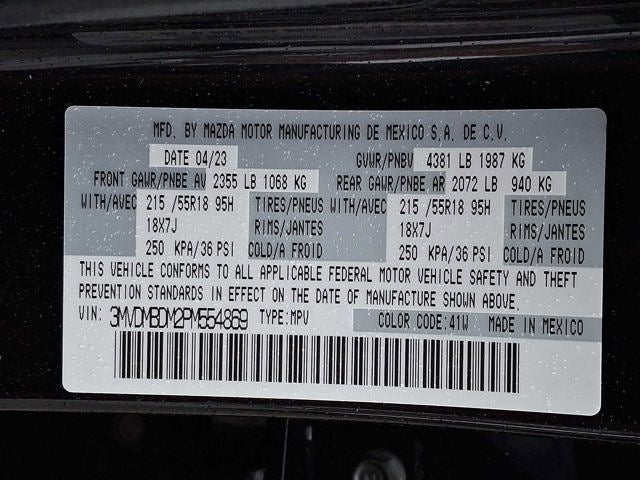 MFD. BY MAZDA MOTOR MANUFACTURING DE MEXICO S.A. DE C.V.
DATE 04/23 GVWR/PNBV 4381 LB 1987 KG
FRONT GAWR/PNBE AV 2355 LB 1068 KG REAR GAWR/PNBE AR 2072 LB 940 KG
WITH/AVEC 215 /55R18 95H TIRES/PNEUS WITH/AVEC 215 /55R18 95H TIRES/PNEUS
18X7J RIMS/JANTES 18X7J RIMS/JANTES
250 KPA/36 PSI COLD/A FROID 250 KPA/36 PSI COLD/A FROID
THIS VEHICLE CONFORMS TO ALL APPLICABLE FEDERAL MOTOR VEHICLE SAFETY AND THEFT
PREVENTION STANDARDS IN EFFECT ON THE DATE OF MANUFACTURE SHOWN ABOVE.
VIN: 3MVDMBDM2PM554869 TYPE:MPV COLOR CODE:41W MADE IN MEXICO